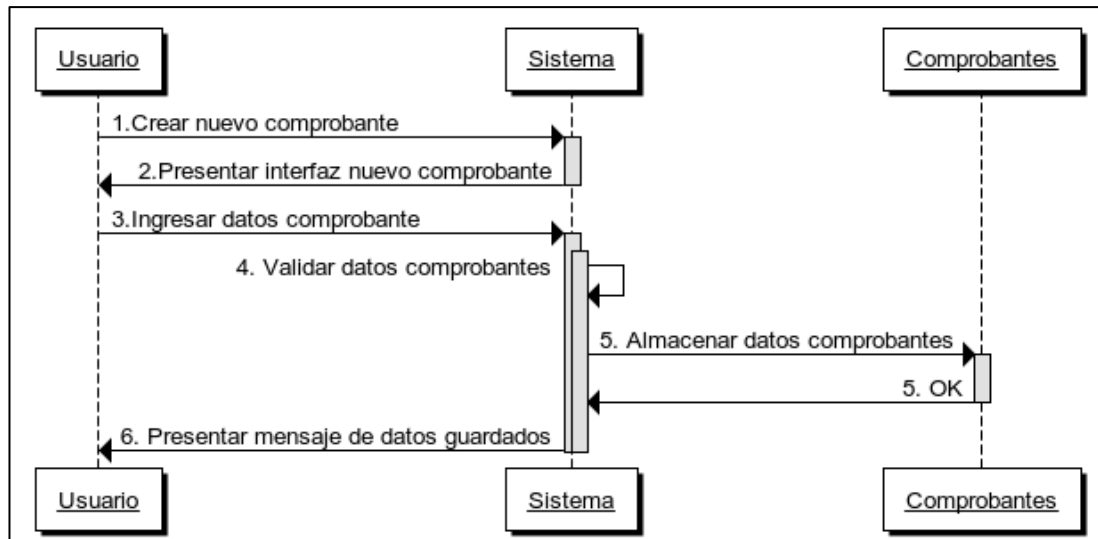 Usuario
Sistema
Comprobantes
1.Crear nuevo comprobante
2.Presentar interfaz nuevo comprobante
3.Ingresar datos comprobante
4. Validar datos comprobantes
5. Almacenar datos comprobantes
5. OK
6. Presentar mensaje de datos guardados
Usuario
Sistema
Comprobantes